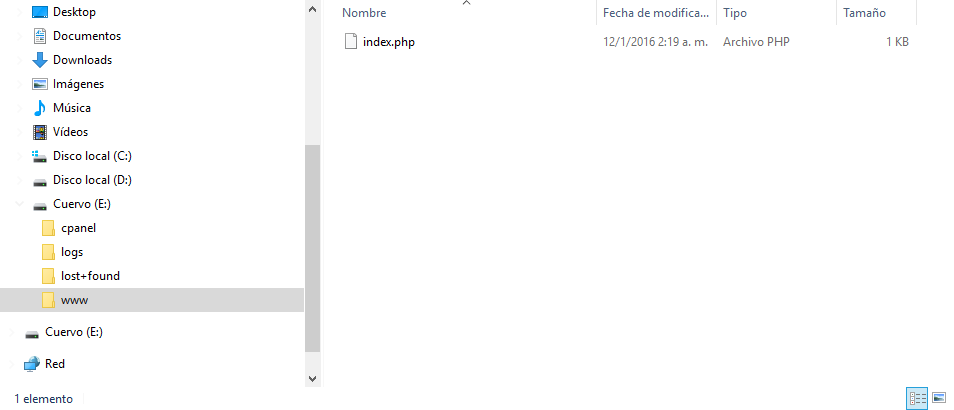 Desktop
Documentos
Downloads
Imágenes
Música
Vídeos
Disco local (C:)
Disco local (D:)
Cuervo (E:)
cpanel
logs
lost+found
www
Cuervo (E:)
Red
Nombre Fecha de modifica... Tipo Tamaño
index.php 12/1/2016 2:19 a. m. Archivo PHP 1 KB
1 elemento